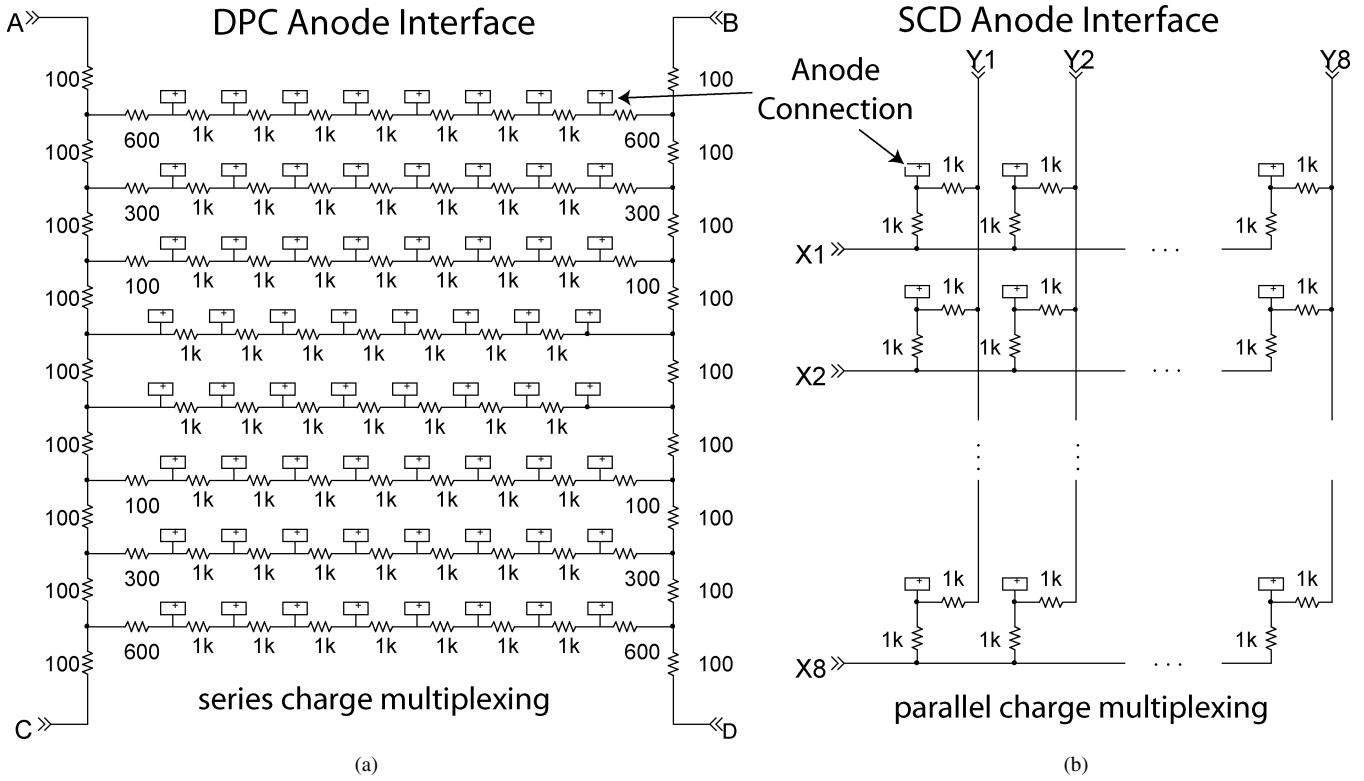 DPC Anode Interface
A B
100 100
600 1k 1k 1k 1k 1k 1k 1k 600
100 100
300 1k 1k 1k 1k 1k 1k 1k 300
100 100
100 1k 1k 1k 1k 1k 1k 1k 100
100 100
1k 1k 1k 1k 1k 1k 1k
100 100
1k 1k 1k 1k 1k 1k 1k
100 100
100 1k 1k 1k 1k 1k 1k 1k 100
100 100
300 1k 1k 1k 1k 1k 1k 1k 300
100 100
600 1k 1k 1k 1k 1k 1k 1k 600
100 100
series charge multiplexing
C D
(a)
Anode
Connection
SCD Anode Interface
Y1 Y2 Y8
1k 1k 1k
1k 1k 1k
X1 ...
1k 1k 1k
1k 1k 1k
X2 ...
1k 1k 1k
1k 1k 1k
X8 ...
parallel charge multiplexing
(b)